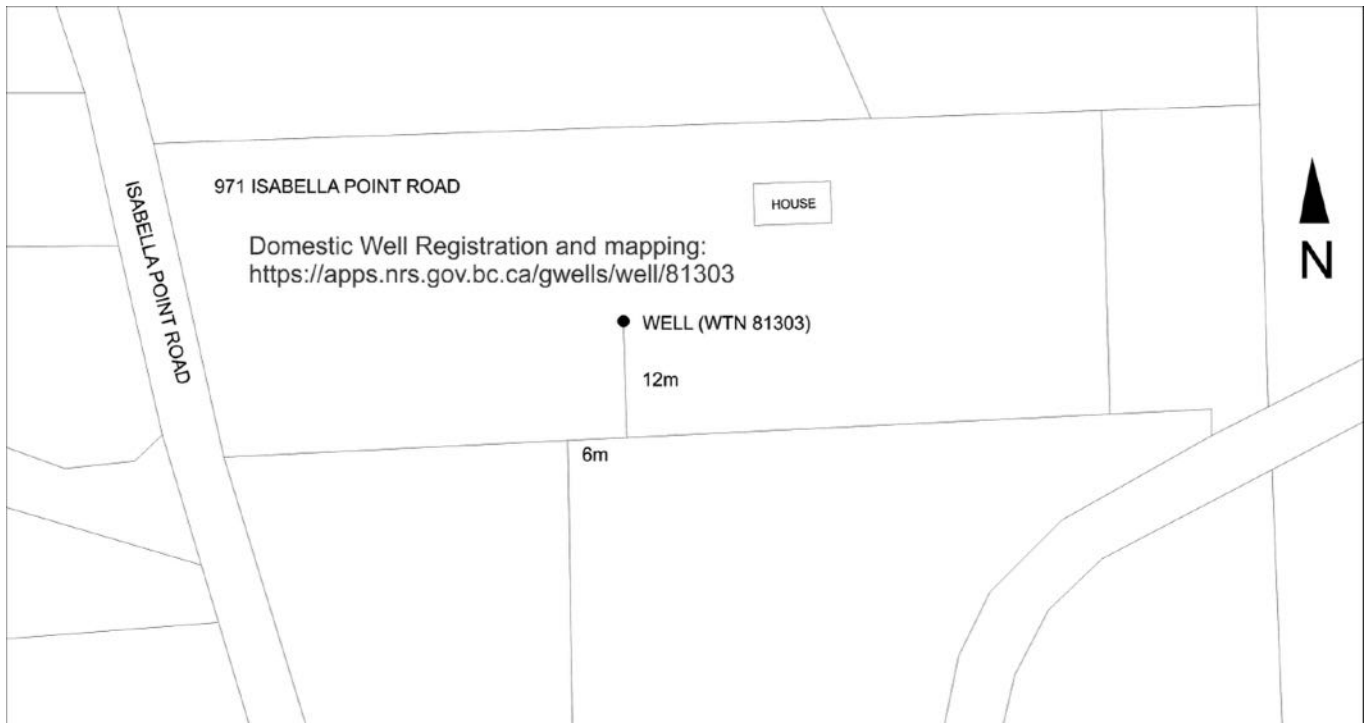 971 ISABELLA POINT ROAD
HOUSE
ISABELLA POINT ROAD
Domestic Well Registration and mapping:
https://apps.nrs.gov.bc.ca/gwells/well/81303
N
WELL (WTN 81303)
12m
6m